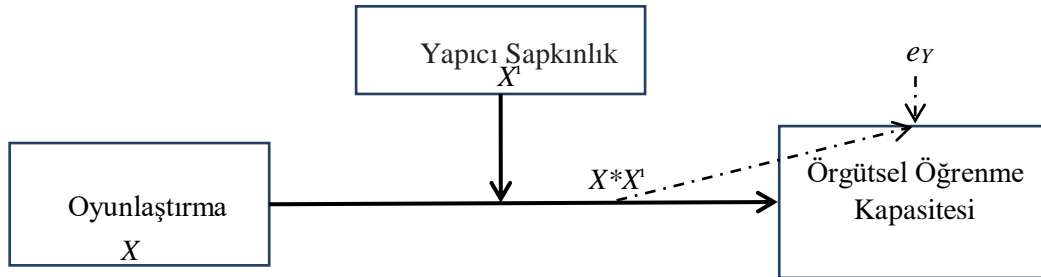 Yapıcı Sapkınlık
X¹
eY
X*X¹
Örgütsel Öğrenme
Kapasitesi
Oyunlaştırma
X